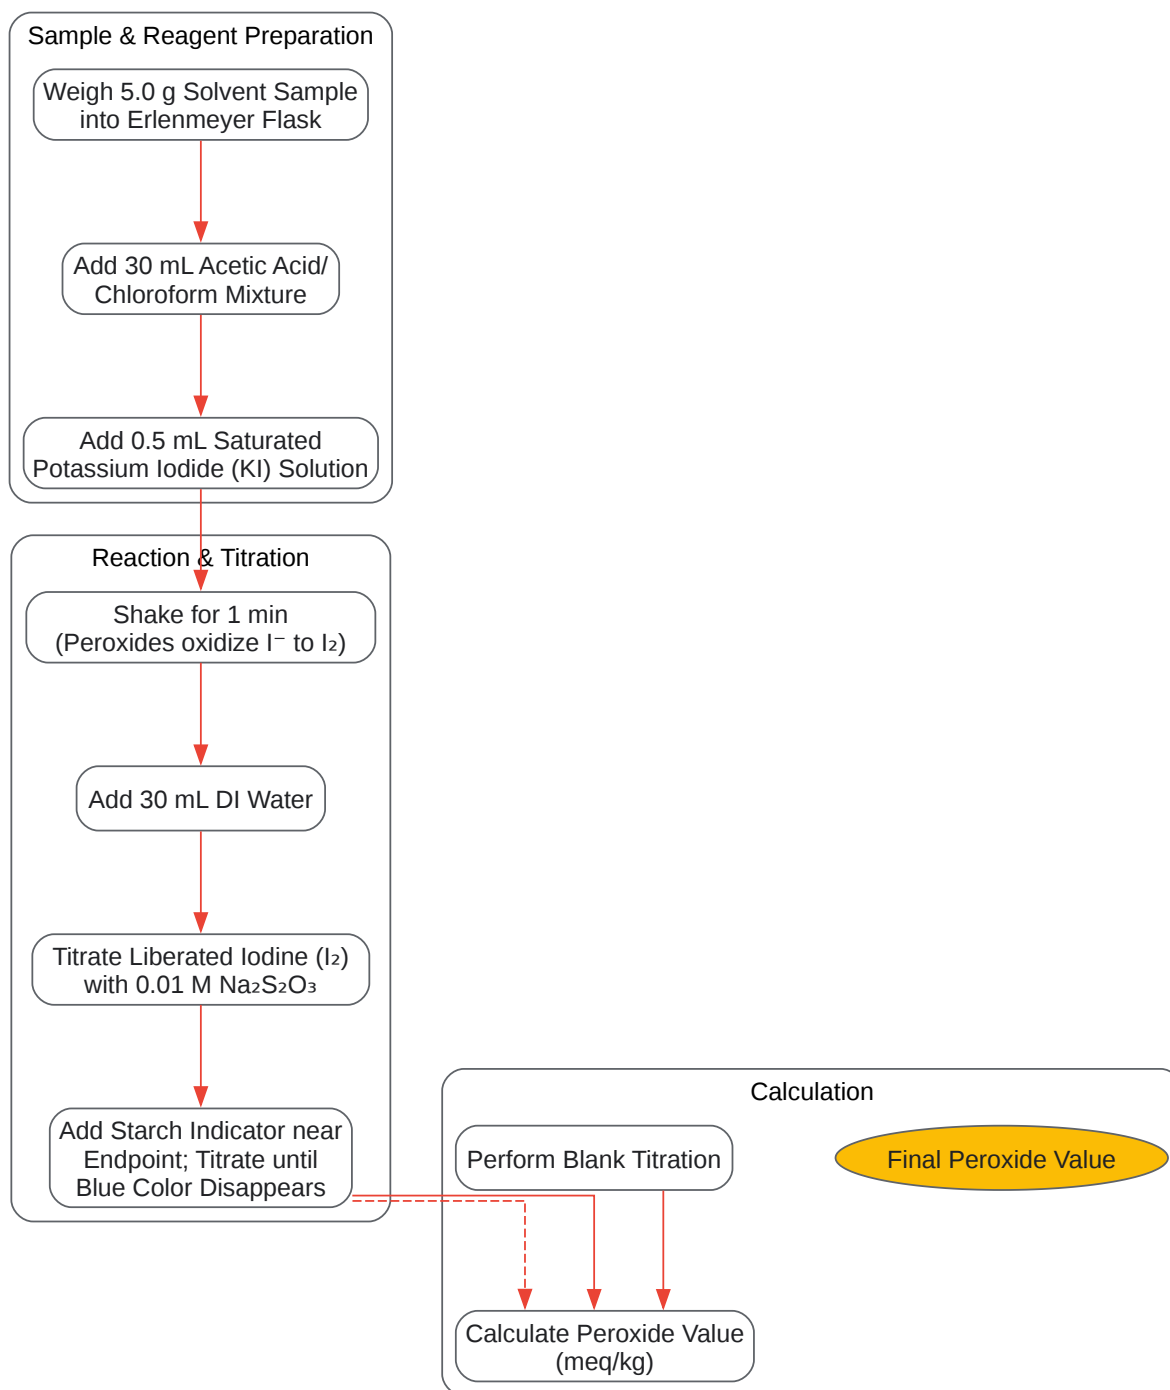 Sample & Reagent Preparation
Weigh 5.0 g Solvent Sample
into Erlenmeyer Flask
Add 30 mL Acetic Acid/
Chloroform Mixture
Add 0.5 mL Saturated
Potassium Iodide (KI) Solution
Reaction & Titration
Shake for 1 min
(Peroxides oxidize I⁻ to I₂)
Add 30 mL DI Water
Titrate Liberated Iodine (I₂)
with 0.01 M Na₂S₂O₃
Add Starch Indicator near
Endpoint; Titrate until
Blue Color Disappears
Calculation
Perform Blank Titration
Final Peroxide Value
Calculate Peroxide Value
(meq/kg)